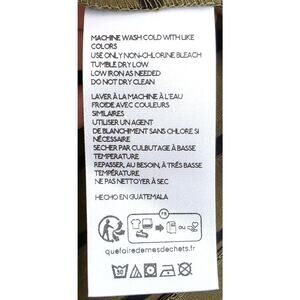 MACHINE WASH COLD WITH LIKE
COLORS
USE ONLY NON-CHLORINE BLEACH
TUMBLE DRY LOW
LOW IRON AS NEEDED
DO NOT DRY CLEAN
LAVER À LA MACHINE À L'EAU
FROIDE AVEC COULEURS
SIMILAIRES
UTILISER UN AGENT
DE BLANCHIMENT SANS CHLORE SI
NÉCESSAIRE
SECHER PAR CULBUTAGE À BASSE
TEMPERATURE
REPASSER, AU BESOIN, À TRÈS BASSE
TEMPÉRATURE
NE PAS NETTOYER À SEC
HECHO EN GUATEMALA
FR
OU
quefairedemesdechets.fr
30